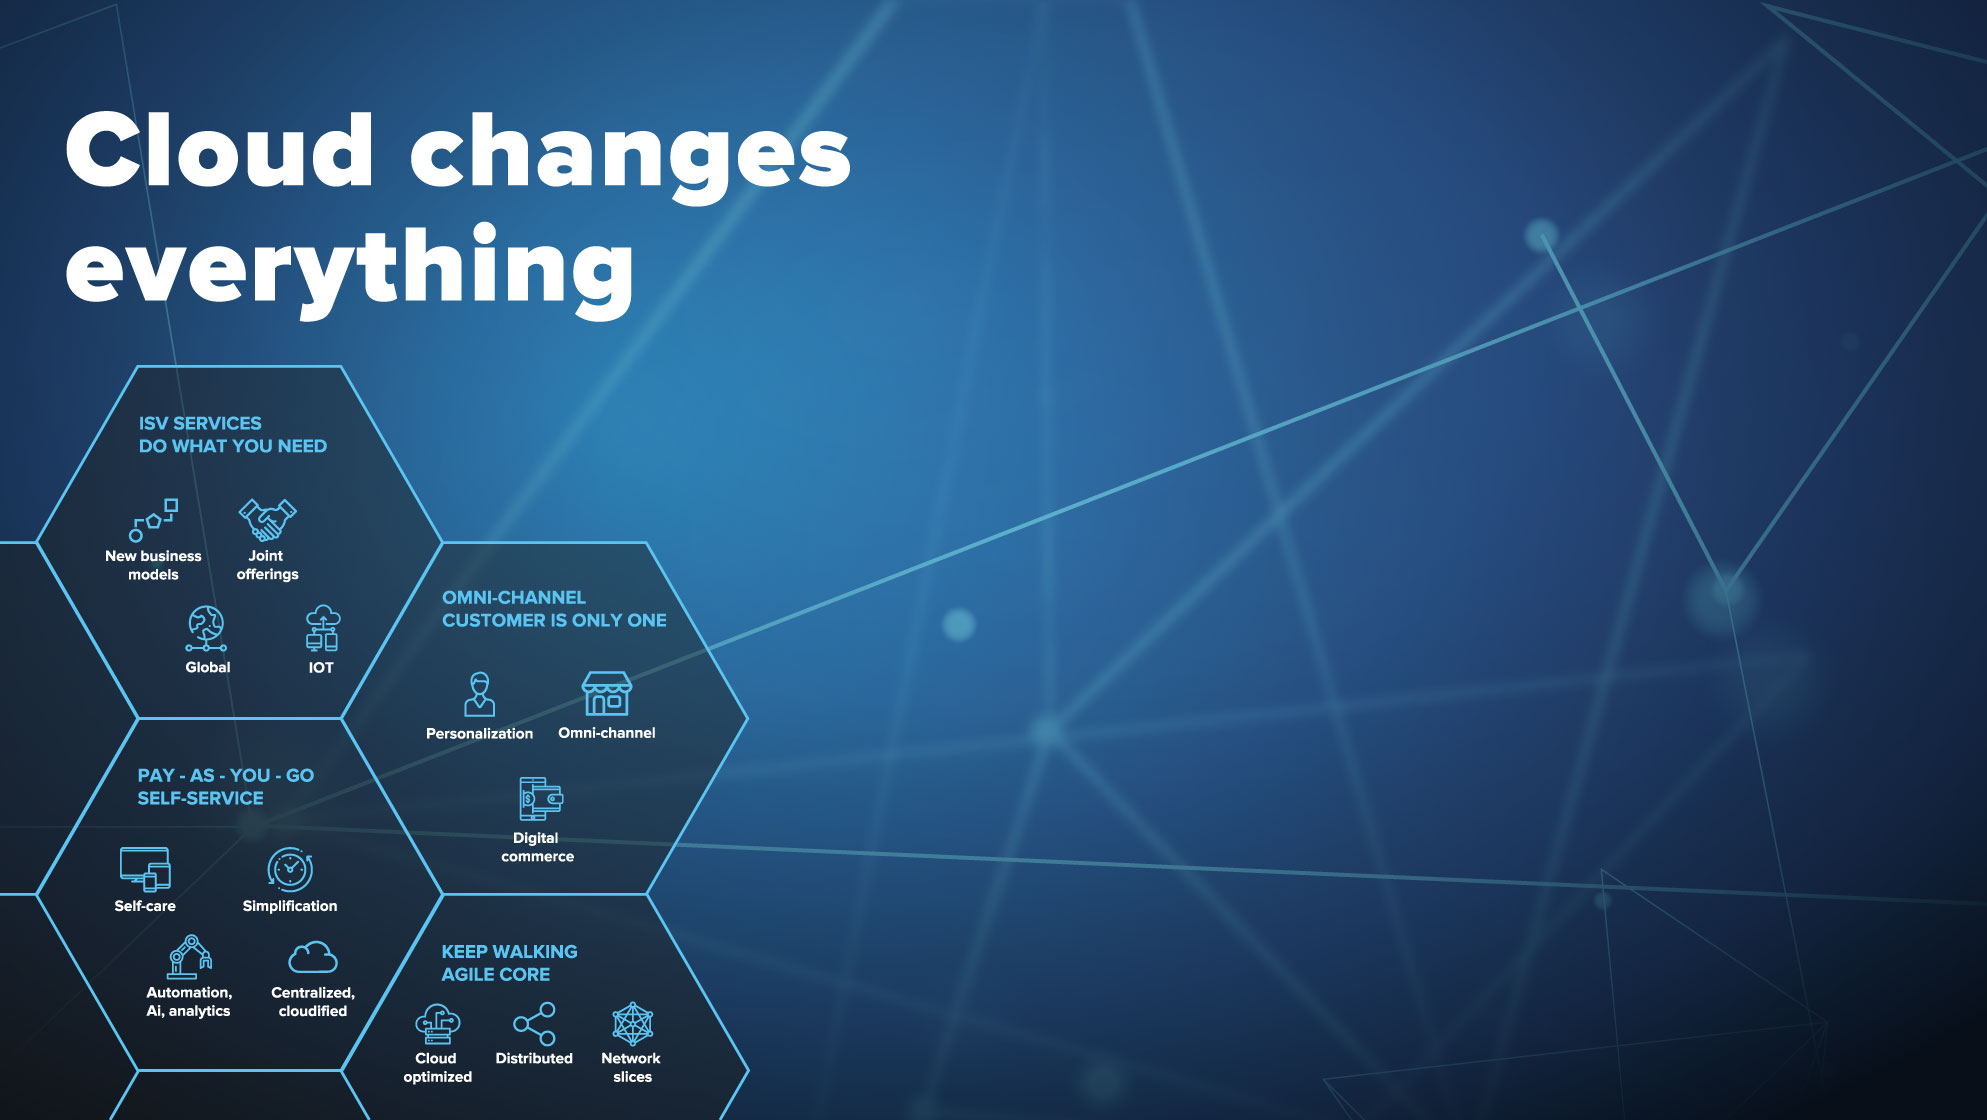 Cloud changes
everything
ISV SERVICES
DO WHAT YOU NEED
New business
models
Joint
offerings
Global
IOT
OMNI-CHANNEL
CUSTOMER IS ONLY ONE
Personalization
Omni-channel
Digital
commerce
PAY - AS - YOU - GO
SELF-SERVICE
Self-care
Simplification
Automation,
Ai, analytics
Centralized,
cloudified
KEEP WALKING
AGILE CORE
Cloud
optimized
Distributed
Network
slices